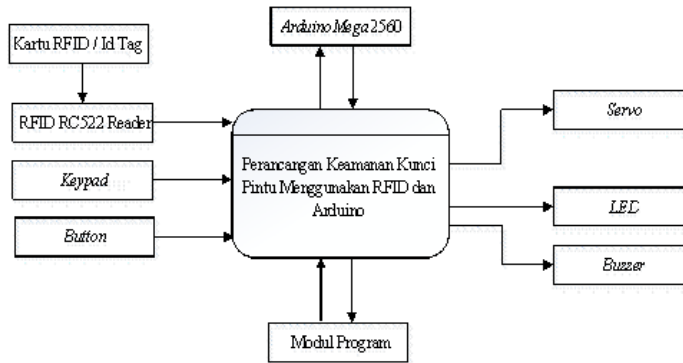 Arduino Mega 2560
Kartu RFID / Id Tag
RFID RC522 Reader
Keypad
Button
Perancangan Keamanan Kunci
Pintu Menggunakan RFID dan
Arduino
Servo
LED
Buzzer
Modul Program